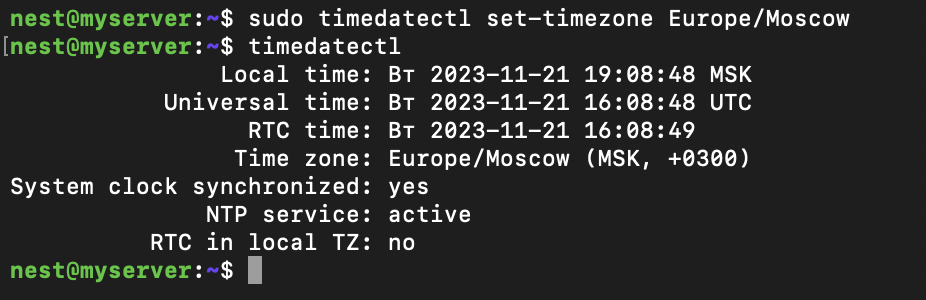 nest@myserver:~$ sudo timedatectl set-timezone Europe/Moscow
[nest@myserver:~$ timedatectl
Local time: Вт 2023-11-21 19:08:48 MSK
Universal time: Вт 2023-11-21 16:08:48 UTC
RTC time: Вт 2023-11-21 16:08:49
Time zone: Europe/Moscow (MSK, +0300)
System clock synchronized: yes
NTP service: active
RTC in local TZ: no
nest@myserver:~$